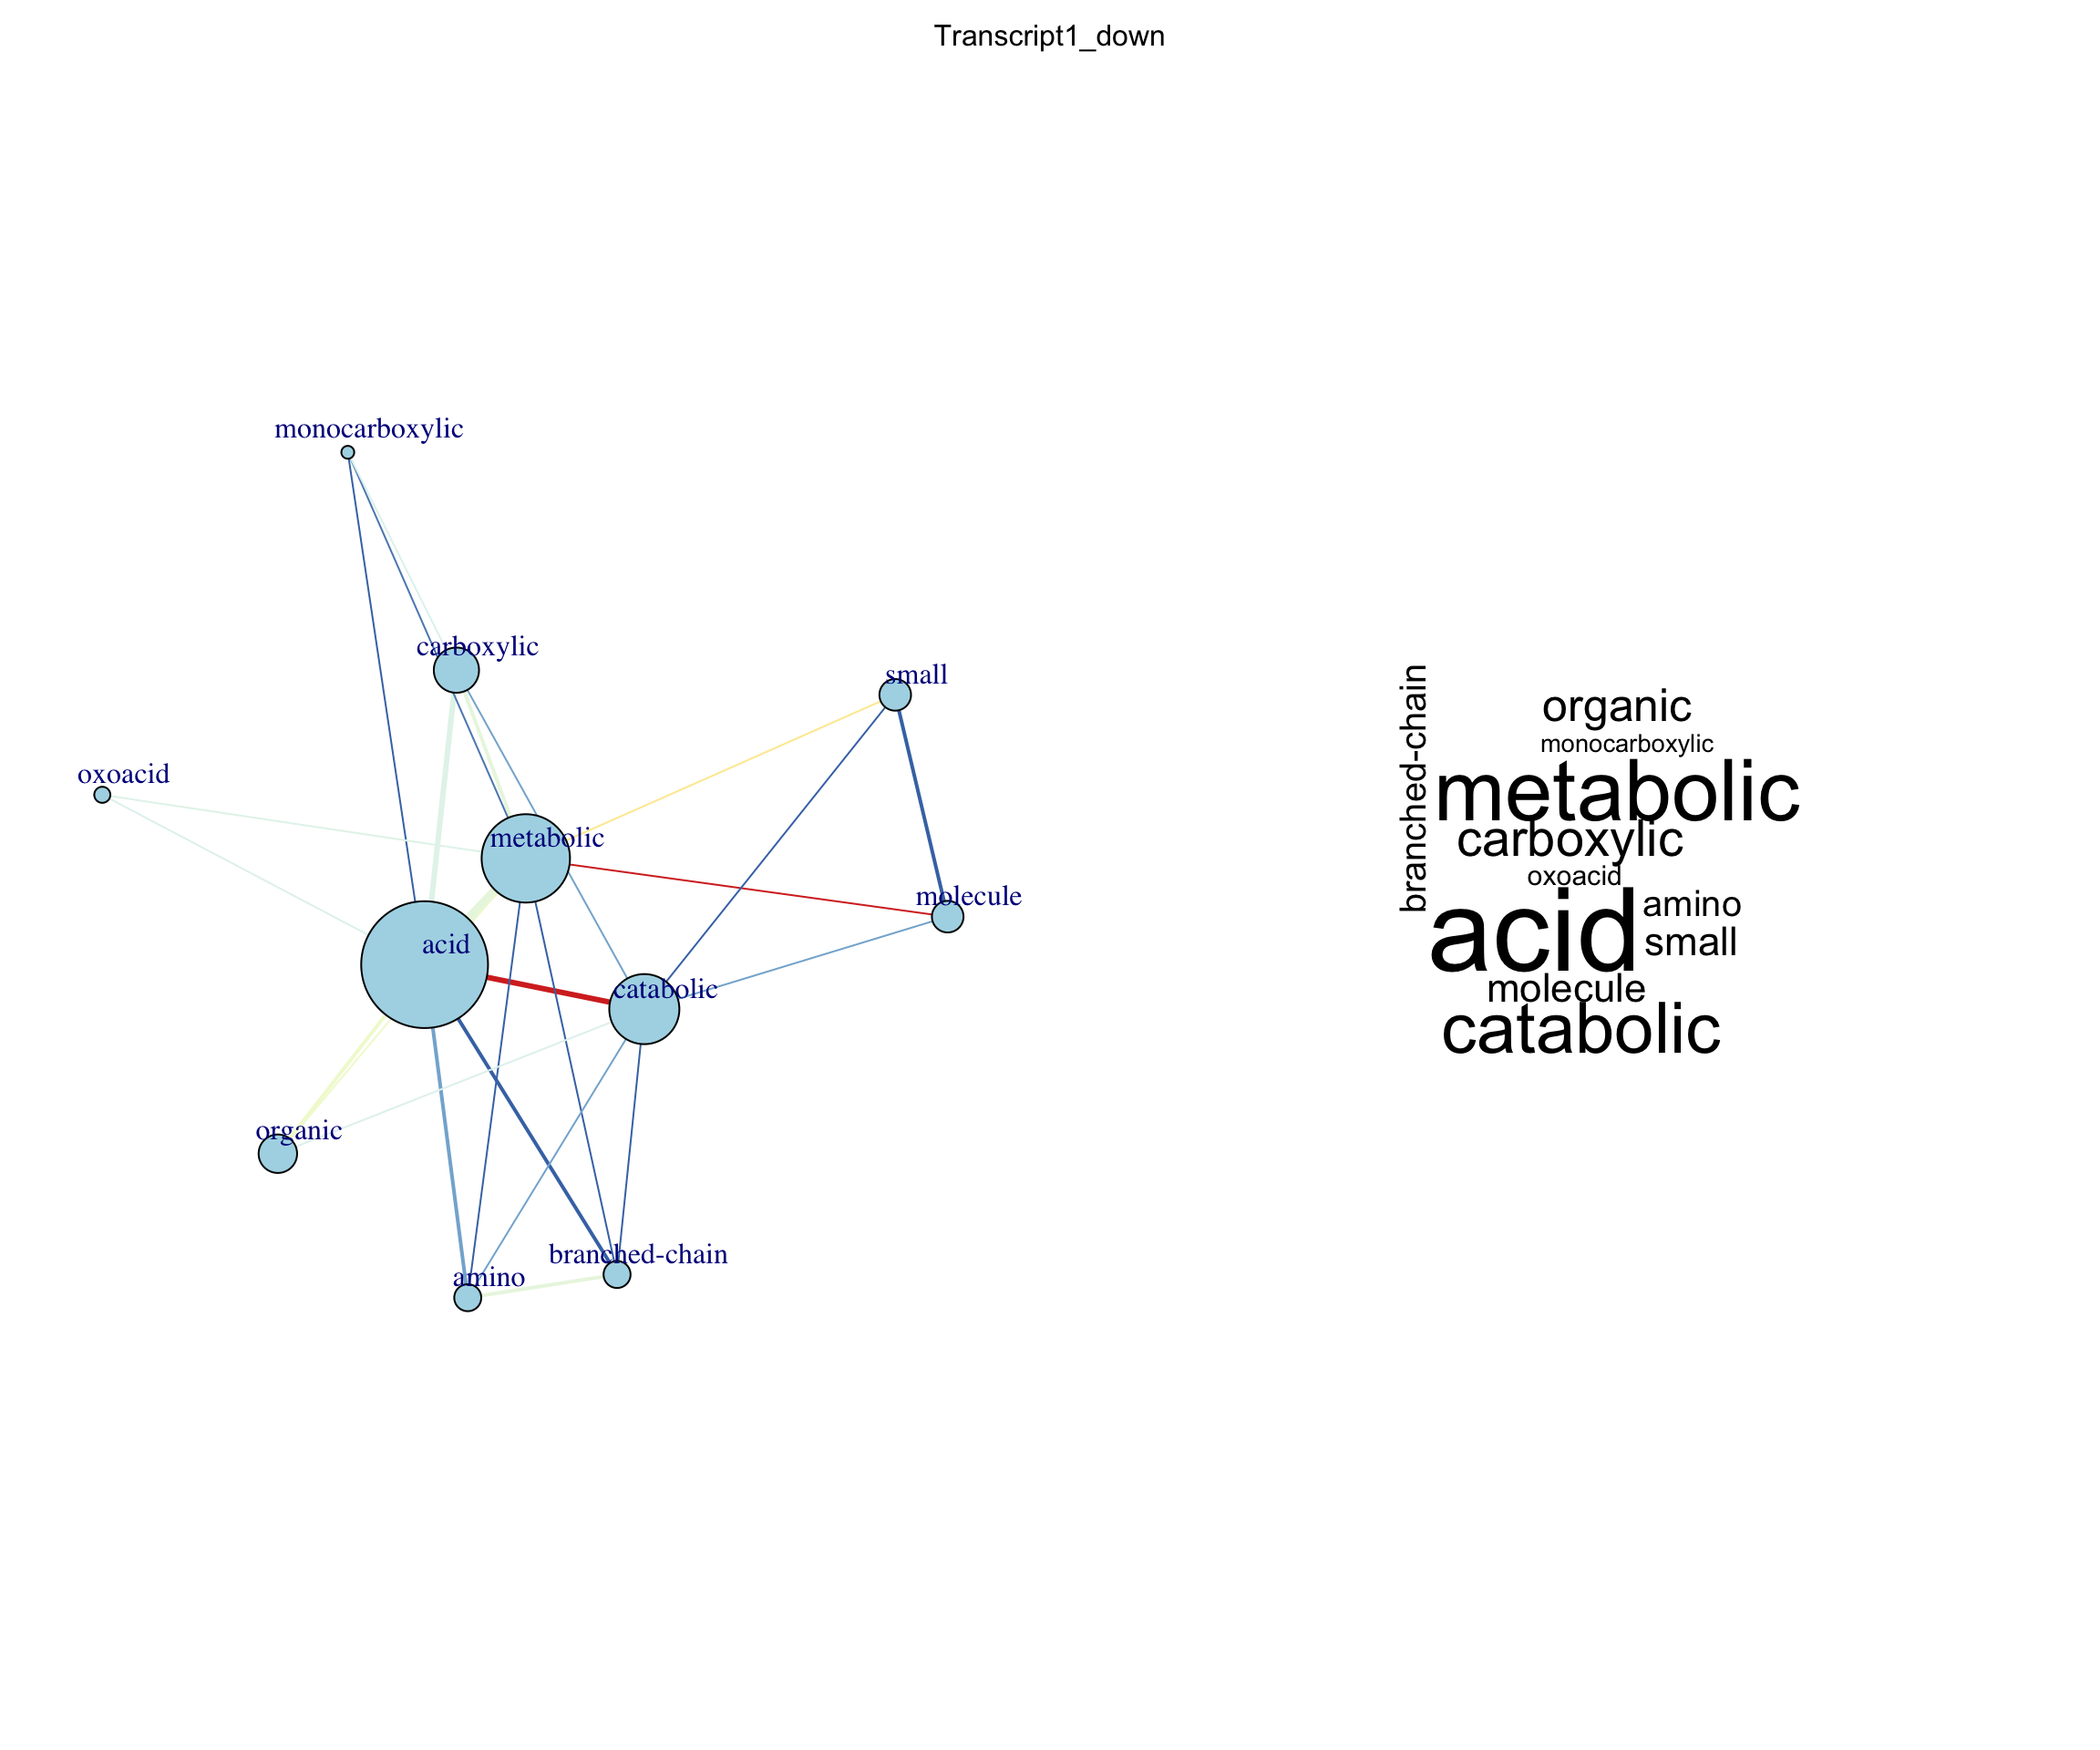 Transcript1_down
monocarboxylic
carboxylic
small
oxoacid
metabolic
molecule
acid
catabolic
organic
branched-chain
amino
branched-chain
organic
monocarboxylic
metabolic
carboxylic
oxoacid
acid
amino
small
molecule
catabolic